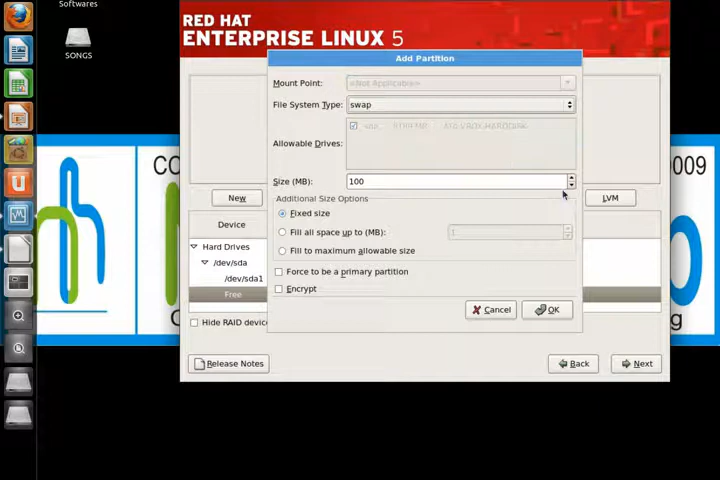 Softwares
SONGS
RED HAT
ENTERPRISE LINUX 5
Add Partition
Mount Point: <Not Applicable>
File System Type: swap
Allowable Drives:
Size (MB): 100
Additional Size Options
Fixed size
Fill all space up to (MB): 1
Fill to maximum allowable size
Force to be a primary partition
Encrypt
Cancel
OK
New
LVM
Device
Hard Drives
/dev/sda
/dev/sda1
Free
Hide RAID device
Release Notes
Back
Next
CO
009
C
g